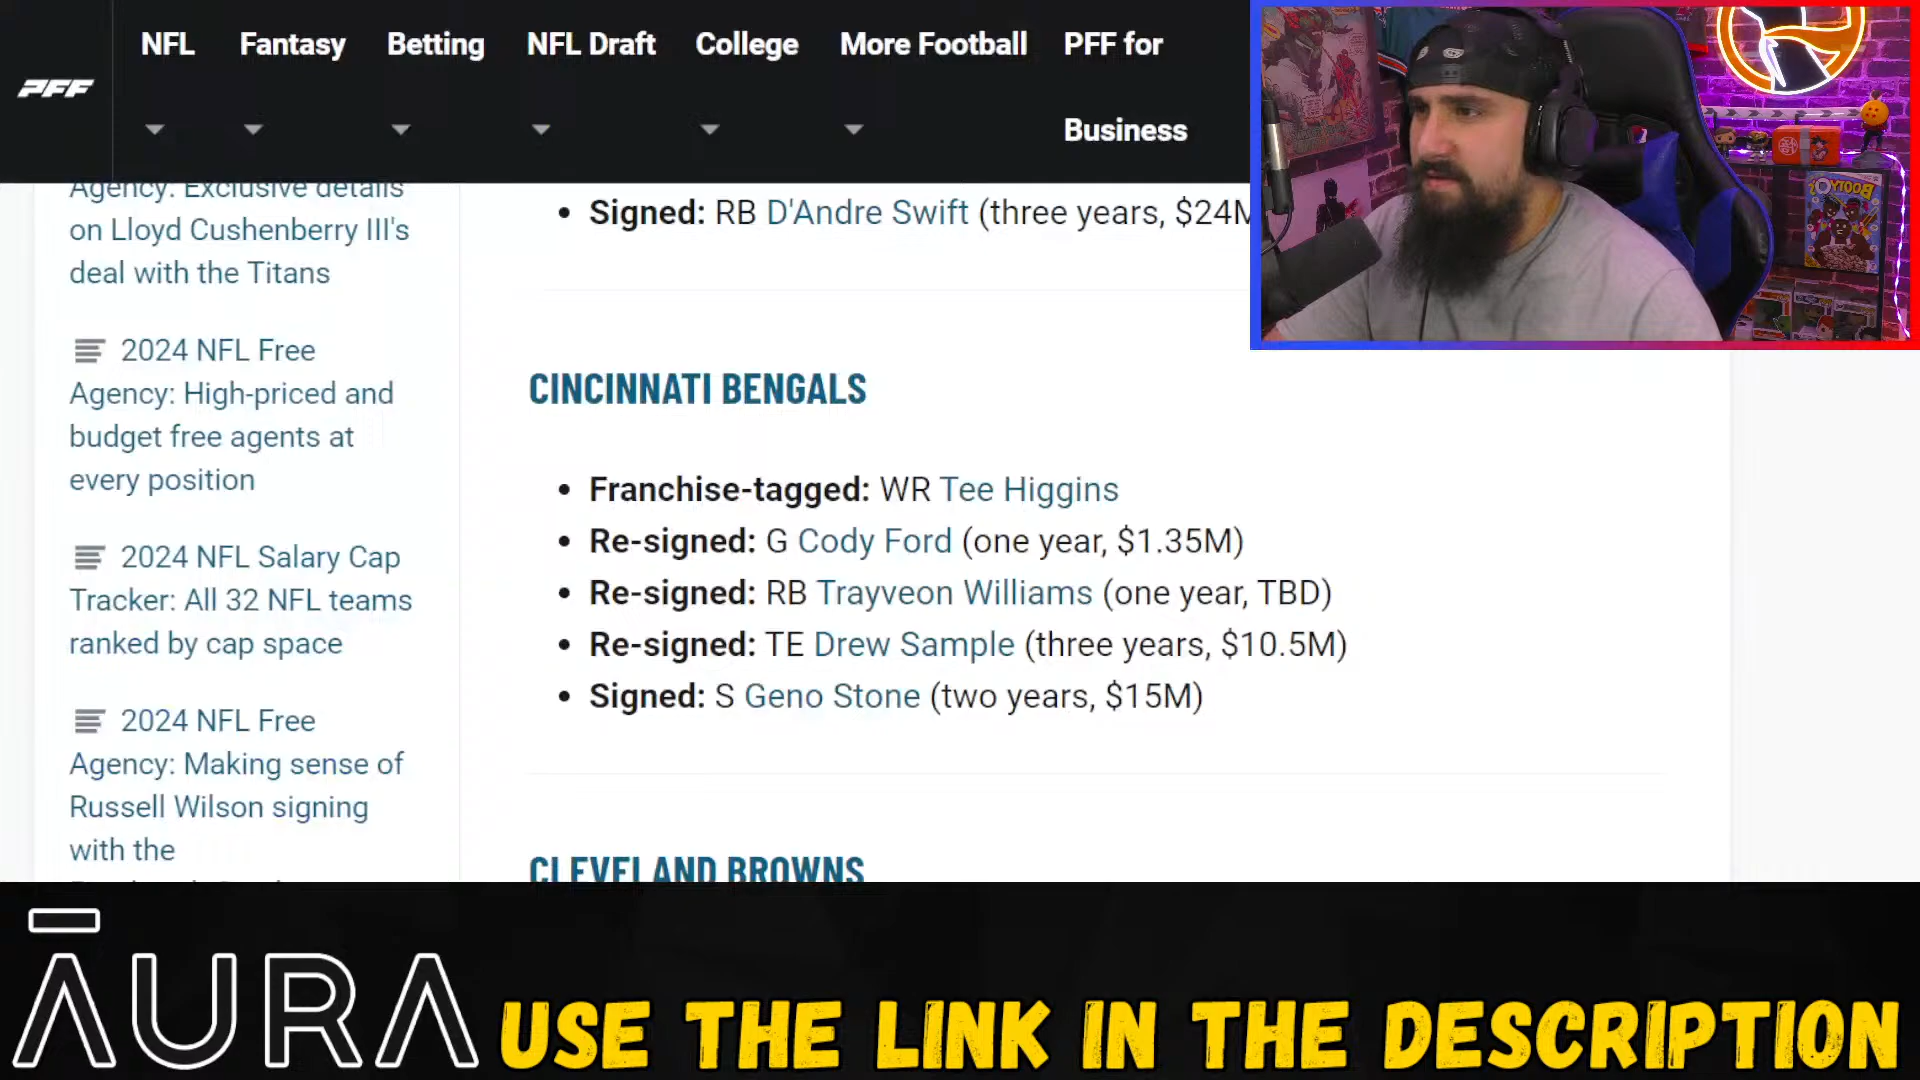 PFF
NFL
Fantasy
Betting
NFL Draft
College
More Football
PFF for
Business
Agency: Exclusive details
on Lloyd Cushenberry III's
deal with the Titans
2024 NFL Free
Agency: High-priced and
budget free agents at
every position
2024 NFL Salary Cap
Tracker: All 32 NFL teams
ranked by cap space
2024 NFL Free
Agency: Making sense of
Russell Wilson signing
with the
• Signed: RB D'Andre Swift (three years, $24M
CINCINNATI BENGALS
• Franchise-tagged: WR Tee Higgins
• Re-signed: G Cody Ford (one year, $1.35M)
• Re-signed: RB Trayveon Williams (one year, TBD)
• Re-signed: TE Drew Sample (three years, $10.5M)
• Signed: S Geno Stone (two years, $15M)
CLEVELAND BROWNS
ĀURA
USE THE LINK IN THE DESCRIPTION